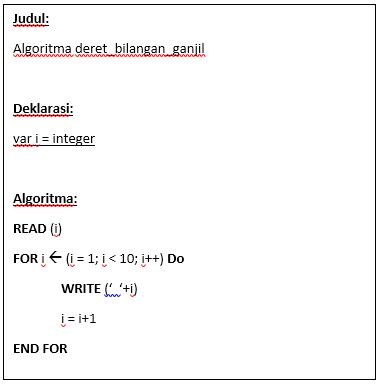 Judul:
Algoritma deret_bilangan_ganjil
Deklarasi:
var i = integer
Algoritma:
READ (i)
FOR i ← (i = 1; i < 10; i++) Do
WRITE (‘ ‘+i)
i = i+1
END FOR